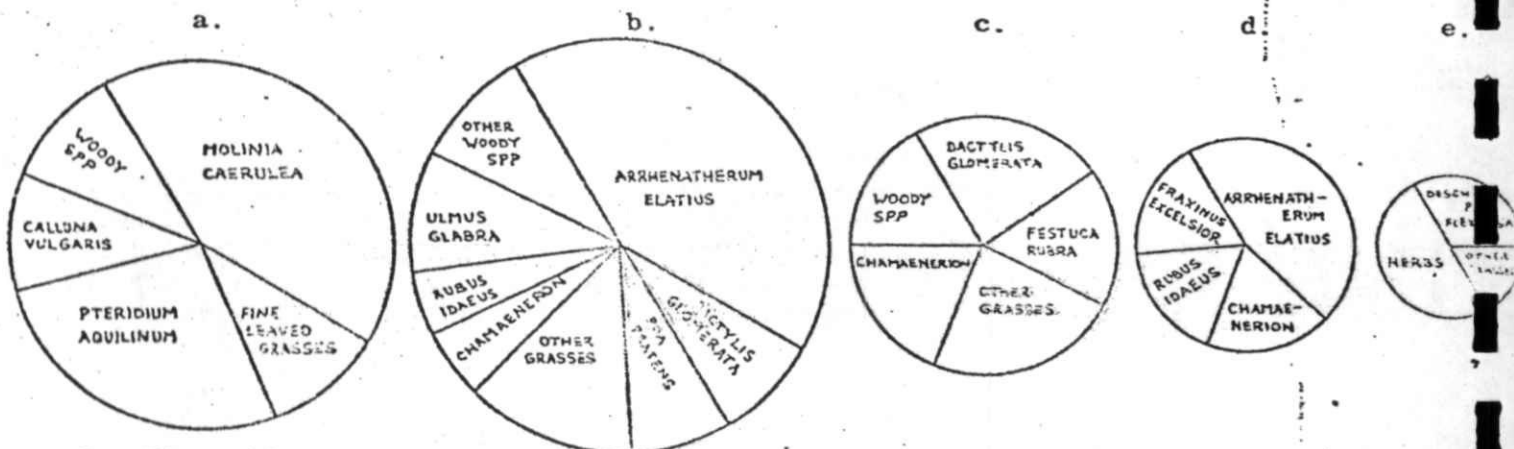 a.
b.
c.
d.
e.
WOODY
SPP
MOLINIA
CAERULEA
CALLUNA
VULGARIS
PTERIDIUM
AQUILINUM
FINE
LEAVED
GRASSES
OTHER
WOODY
SPP
ARRHENATHERUM
ELATIUS
ULMUS
GLABRA
RUBUS
IDAEUS
CHAMAENERON
OTHER
GRASSES
POA
PRATENS
GLOMERATA
DACTYLIS
GLOMERATA
WOODY
SPP
FESTUCA
RUBRA
CHAMAENERION
OTHER
GRASSES
FRAXINUS
EXCELSIOR
ARRHENATH-
ERUM
ELATIUS
RUBUS
IDAEUS
CHAMAE-
NERION
HERBS
OTHER